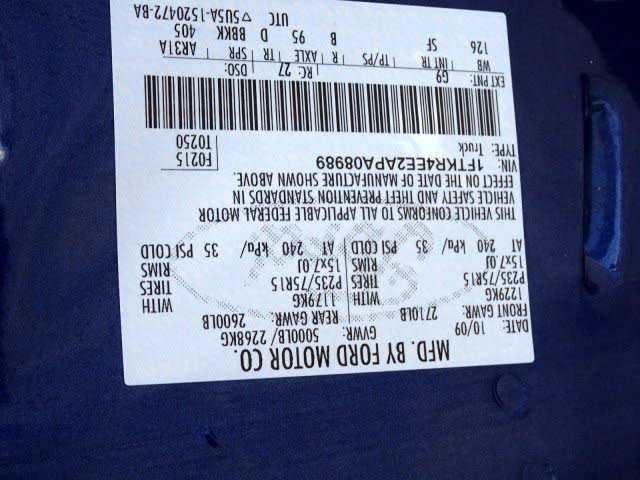 MFD. BY FORD MOTOR CO.
DATE: 10/09 GVWR: 5000LB/ 2268KG
FRONT GAWR: 2710LB REAR GAWR: 2600LB
1229KG WITH 1179KG WITH
P235/75R15 TIRES P235/75R15 TIRES
15x7.0J RIMS 15x7.0J RIMS
AT 240 kPa/ 35 PSI COLD AT 240 kPa/ 35 PSI COLD
THIS VEHICLE CONFORMS TO ALL APPLICABLE FEDERAL MOTOR
VEHICLE SAFETY AND THEFT PREVENTION STANDARDS IN
EFFECT ON THE DATE OF MANUFACTURE SHOWN ABOVE.
VIN: 1FTKR4EE2APA08989 F0215
TYPE: Truck T0250
EXT PNT: G9 RC: 27 DSO:
WB INT TR TP/PS R AXLE TR SPR AR31A
126 SF B 95 D BBKK 405
UTC ▽5U5A-1520472-BA